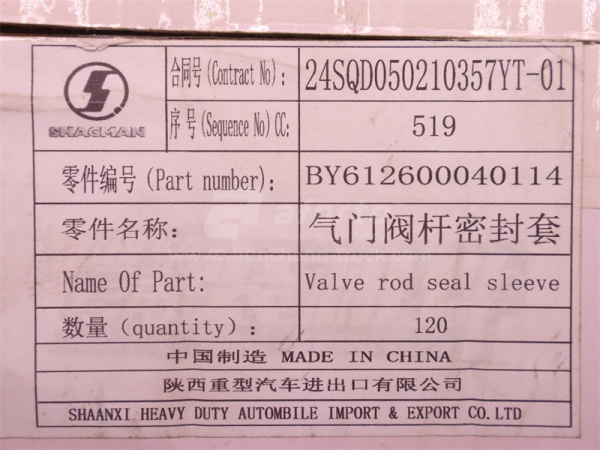 合同号(Contract No): 24SQD050210357YT-01
SHACMAN
序号(Sequence No)CC: 519
零件编号(Part number): BY612600040114
零件名称: 气门阀杆密封套
Name Of Part: Valve rod seal sleeve
数量(quantity): 120
中国制造 MADE IN CHINA
陕西重型汽车进出口有限公司
SHAANXI HEAVY DUTY AUTOMBILE IMPORT & EXPORT CO.LTD